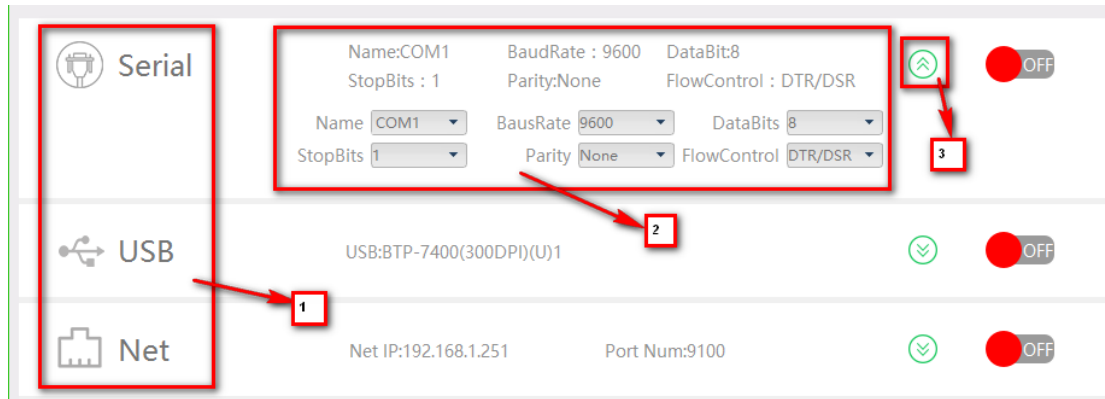 Serial
Name:COM1 BaudRate : 9600 DataBit:8
StopBits : 1 Parity:None FlowControl : DTR/DSR
OFF
Name COM1 BausRate 9600 DataBits 8
StopBits 1 Parity None FlowControl DTR/DSR
3
2
USB USB:BTP-7400(300DPI)(U)1 OFF
1
Net Net IP:192.168.1.251 Port Num:9100 OFF